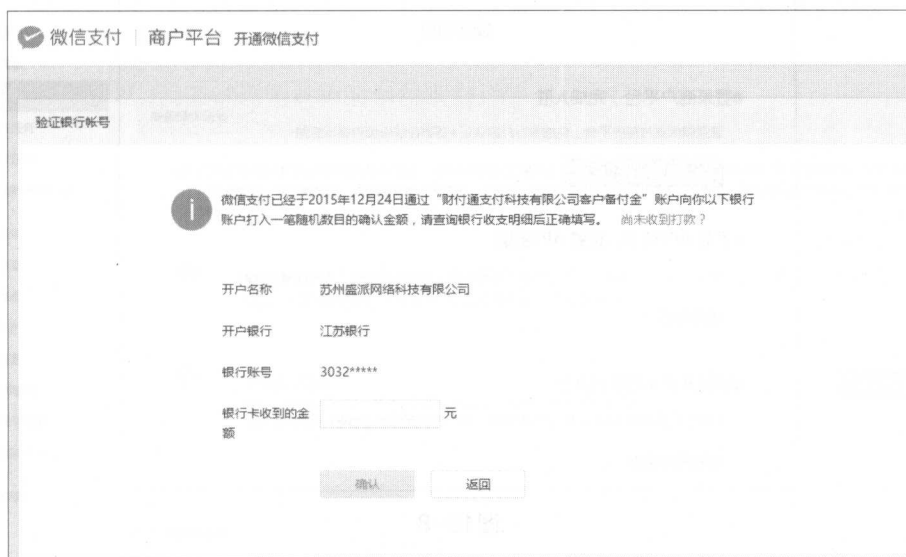 微信支付 商户平台 开通微信支付
验证银行帐号
微信支付已经于2015年12月24日通过“财付通支付科技有限公司客户备付金”账户向你以下银行
账户打入一笔随机数目的确认金额，请查询银行收支明细后正确填写。 尚未收到打款？
开户名称 苏州盛派网络科技有限公司
开户银行 江苏银行
银行账号 3032*****
银行卡收到的金 元
额
确认 返回